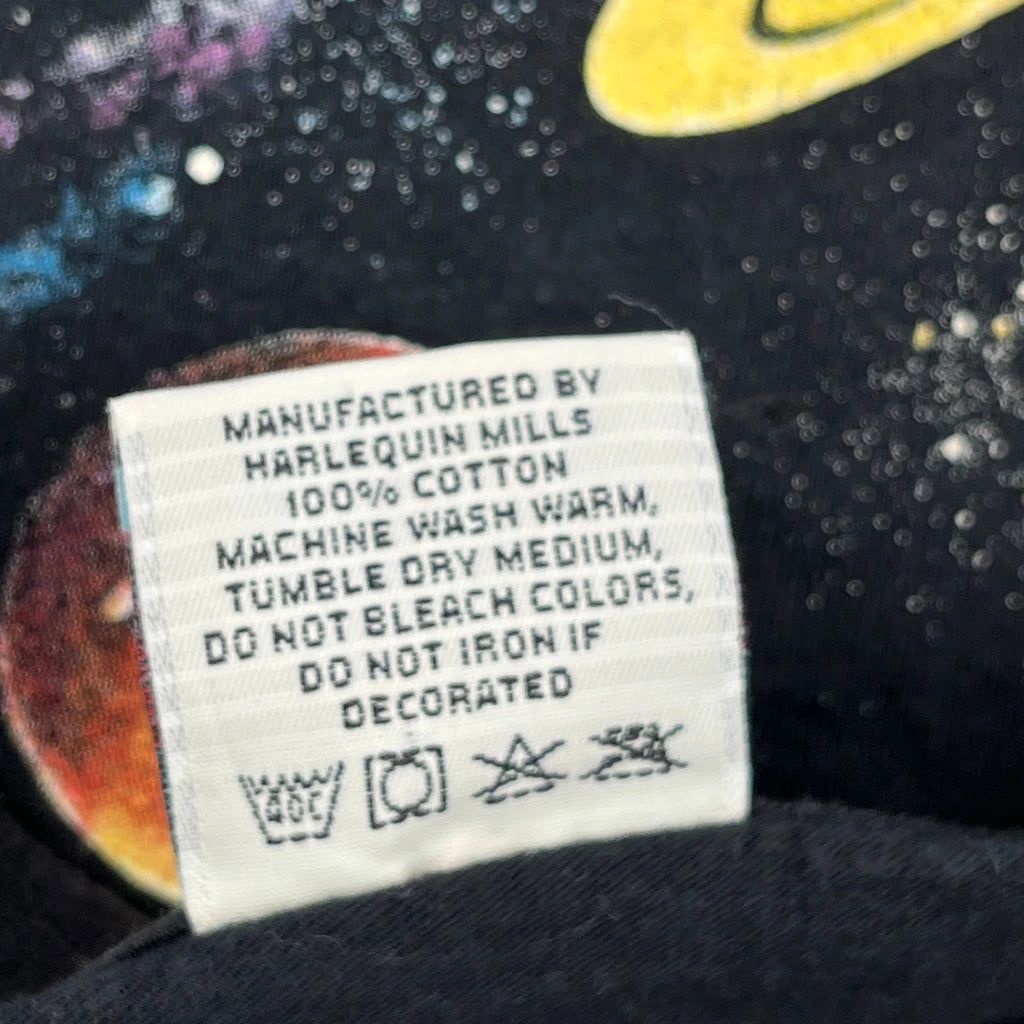 MANUFACTURED BY
HARLEQUIN MILLS
100% COTTON
MACHINE WASH WARM,
TUMBLE DRY MEDIUM,
DO NOT BLEACH COLORS,
DO NOT IRON IF
DECORATED
40C